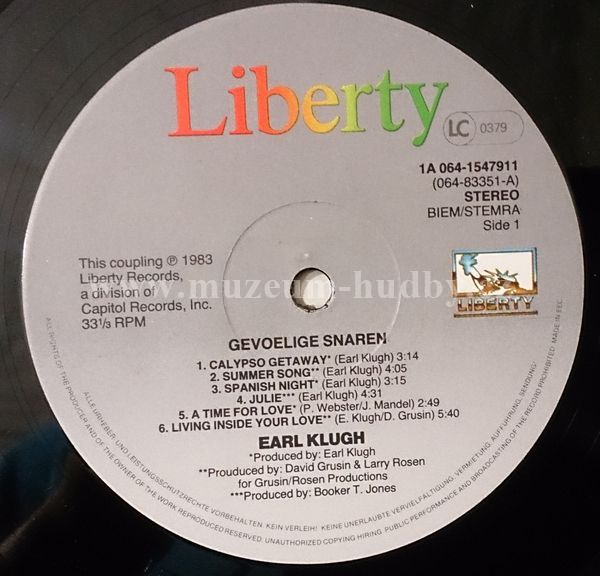 Liberty
LC 0379
1A 064-1547911
(064-83351-A)
STEREO
BIEM/STEMRA
Side 1
This coupling ℗ 1983
Liberty Records,
a division of
Capitol Records, Inc.
33⅓ RPM
LIBERTY
www.muzeum-hudby
GEVOELIGE SNAREN
1. CALYPSO GETAWAY* (Earl Klugh) 3:14
2. SUMMER SONG** (Earl Klugh) 4:05
3. SPANISH NIGHT* (Earl Klugh) 3:15
4. JULIE*** (Earl Klugh) 4:31
5. A TIME FOR LOVE* (P. Webster/J. Mandel) 2:49
6. LIVING INSIDE YOUR LOVE** (E. Klugh/D. Grusin) 5:40
EARL KLUGH
*Produced by: Earl Klugh
**Prouduced by: David Grusin & Larry Rosen
for Grusin/Rosen Productions
***Produced by: Booker T. Jones
ALLE URHEBER- UND LEISTUNGSSCHUTZRECHTE VORBEHALTEN. KEIN VERLEIH! KEINE UNERLAUBTE VERVIELFÄLTIGUNG, VERMIETUNG, AUFFÜHRUNG, SENDUNG!
ALL RIGHTS OF THE PRODUCER AND OF THE OWNER OF THE WORK REPRODUCED RESERVED. UNAUTHORIZED COPYING HIRING, PUBLIC PERFORMANCE AND BROADCASTING OF THE RECORD PROHIBITED. MADE IN EEC